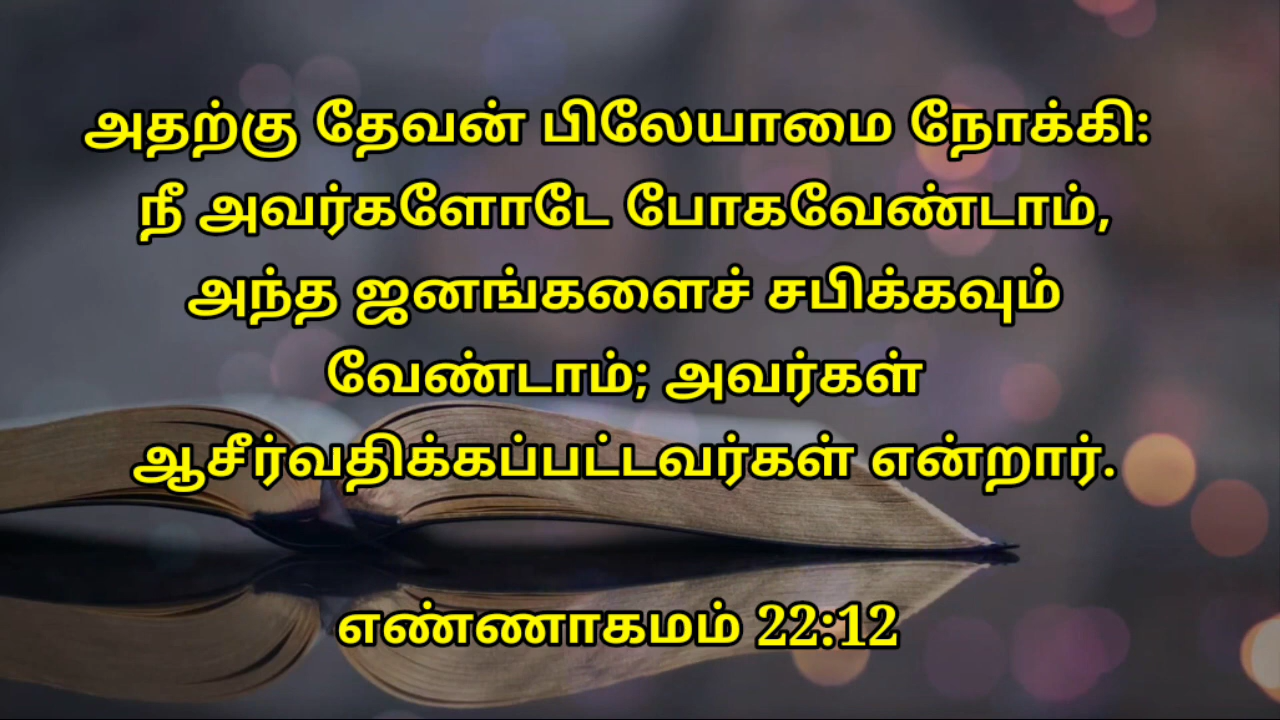 அதற்கு தேவன் பிலேயாமை நோக்கி:
நீ அவர்களோடே போகவேண்டாம்,
அந்த ஜனங்களைச் சபிக்கவும்
வேண்டாம்; அவர்கள்
ஆசீர்வதிக்கப்பட்டவர்கள் என்றார்.
எண்ணாகமம் 22:12